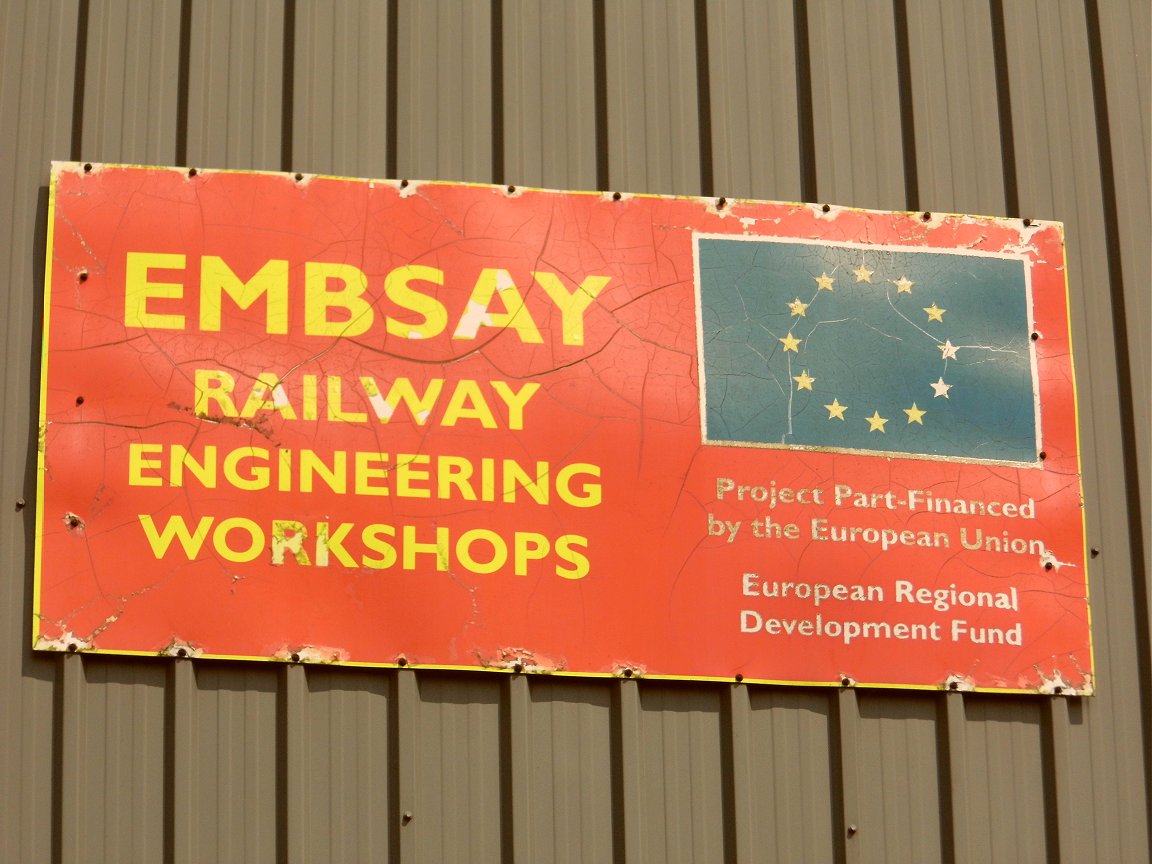 EMBSAY
RAILWAY
ENGINEERING
WORKSHOPS
Project Part-Financed
by the European Union
European Regional
Development Fund